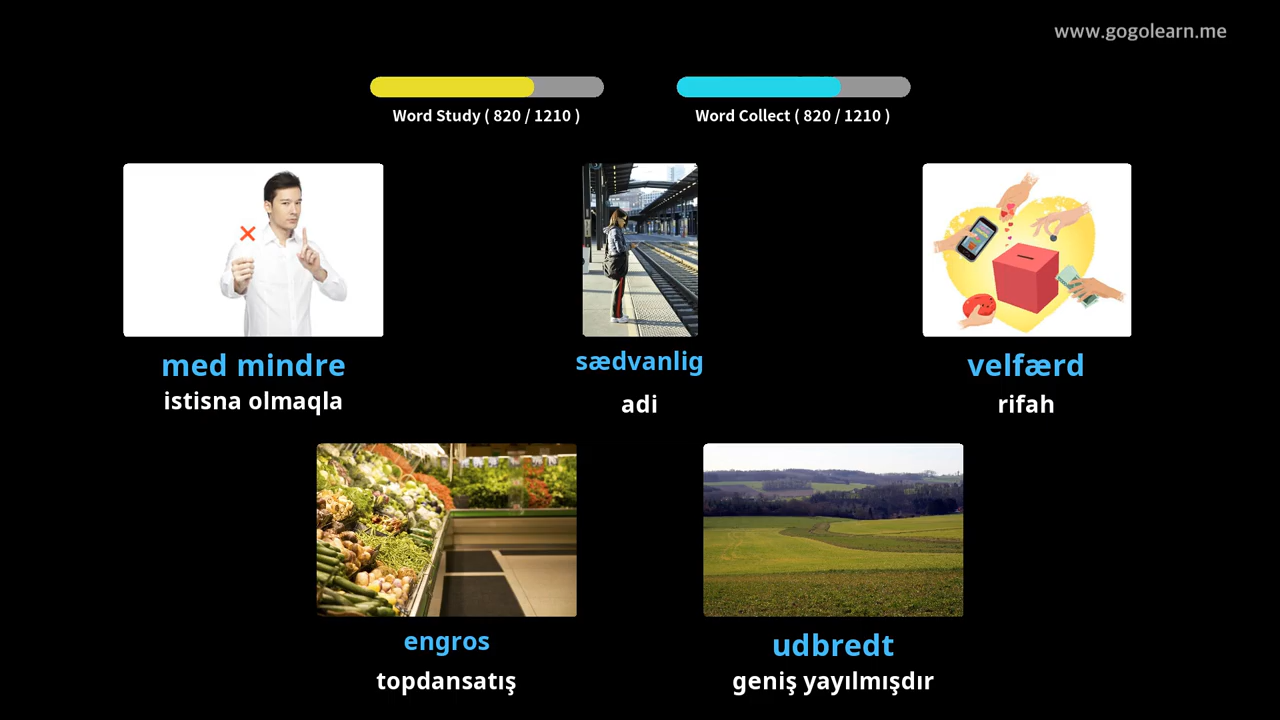 www.gogolearn.me
Word Study ( 820 / 1210 )
Word Collect ( 820 / 1210 )
med mindre
istisna olmaqla
sædvanlig
adi
velfærd
rifah
engros
topdansatış
udbredt
geniş yayılmışdır